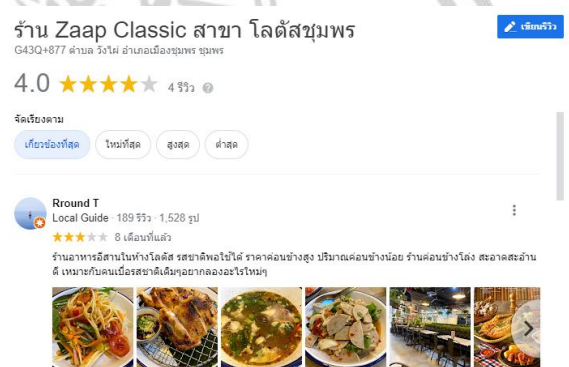 ร้าน Zaap Classic สาขา โลตัสชุมพร
เขียนรีวิว
G43Q+877 ตำบล วังไผ่ อำเภอเมืองชุมพร ชุมพร
4.0
4 รีวิว
จัดเรียงตาม
เกี่ยวข้องที่สุด
ใหม่ที่สุด
สูงสุด
ต่ำสุด
Rround T
Local Guide · 189 รีวิว · 1,528 รูป
8 เดือนที่แล้ว
ร้านอาหารอีสานในห้างโลตัส รสชาติพอใช้ได้ ราคาค่อนข้างสูง ปริมาณค่อนข้างน้อย ร้านค่อนข้างโล่ง สะอาดสะอ้าน
ดี เหมาะกับคนเบื่อรสชาติเดิมๆอยากลองอะไรใหม่ๆ